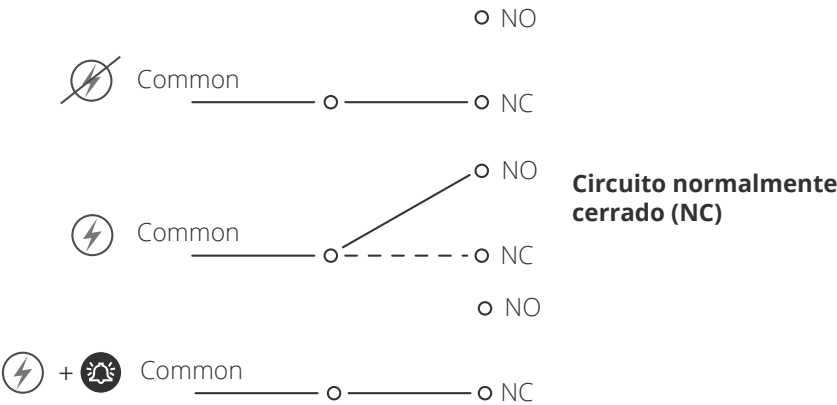 NO
Common
NC
NO
Circuito normalmente
cerrado (NC)
Common
NC
NO
+
Common
NC